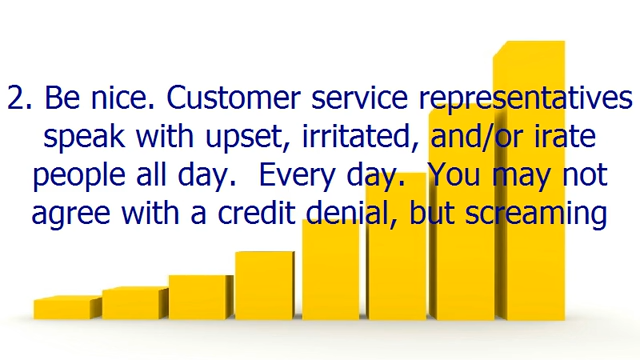 2. Be nice. Customer service representatives
speak with upset, irritated, and/or irate
people all day.  Every day.  You may not
agree with a credit denial, but screaming